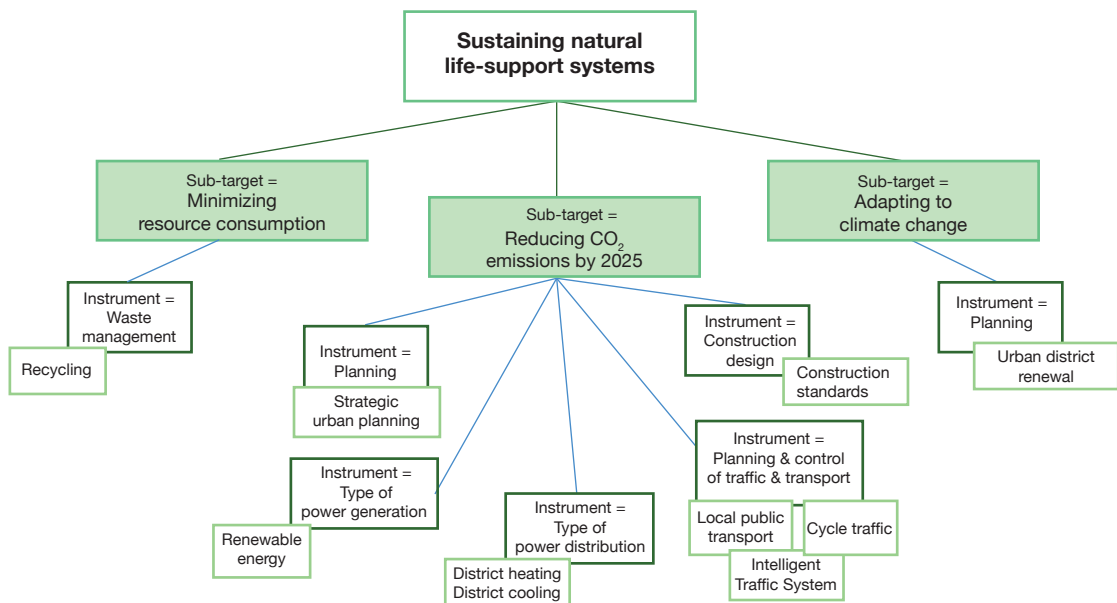 Sustaining natural
life-support systems
Sub-target =
Minimizing
resource consumption
Sub-target =
Reducing CO₂
emissions by 2025
Sub-target =
Adapting to
climate change
Instrument =
Waste
management
Recycling
Instrument =
Planning
Strategic
urban planning
Instrument =
Construction
design
Construction
standards
Instrument =
Planning
Urban district
renewal
Instrument =
Type of
power generation
Renewable
energy
Instrument =
Type of
power distribution
District heating
District cooling
Instrument =
Planning & control
of traffic & transport
Local public
transport
Cycle traffic
Intelligent
Traffic System